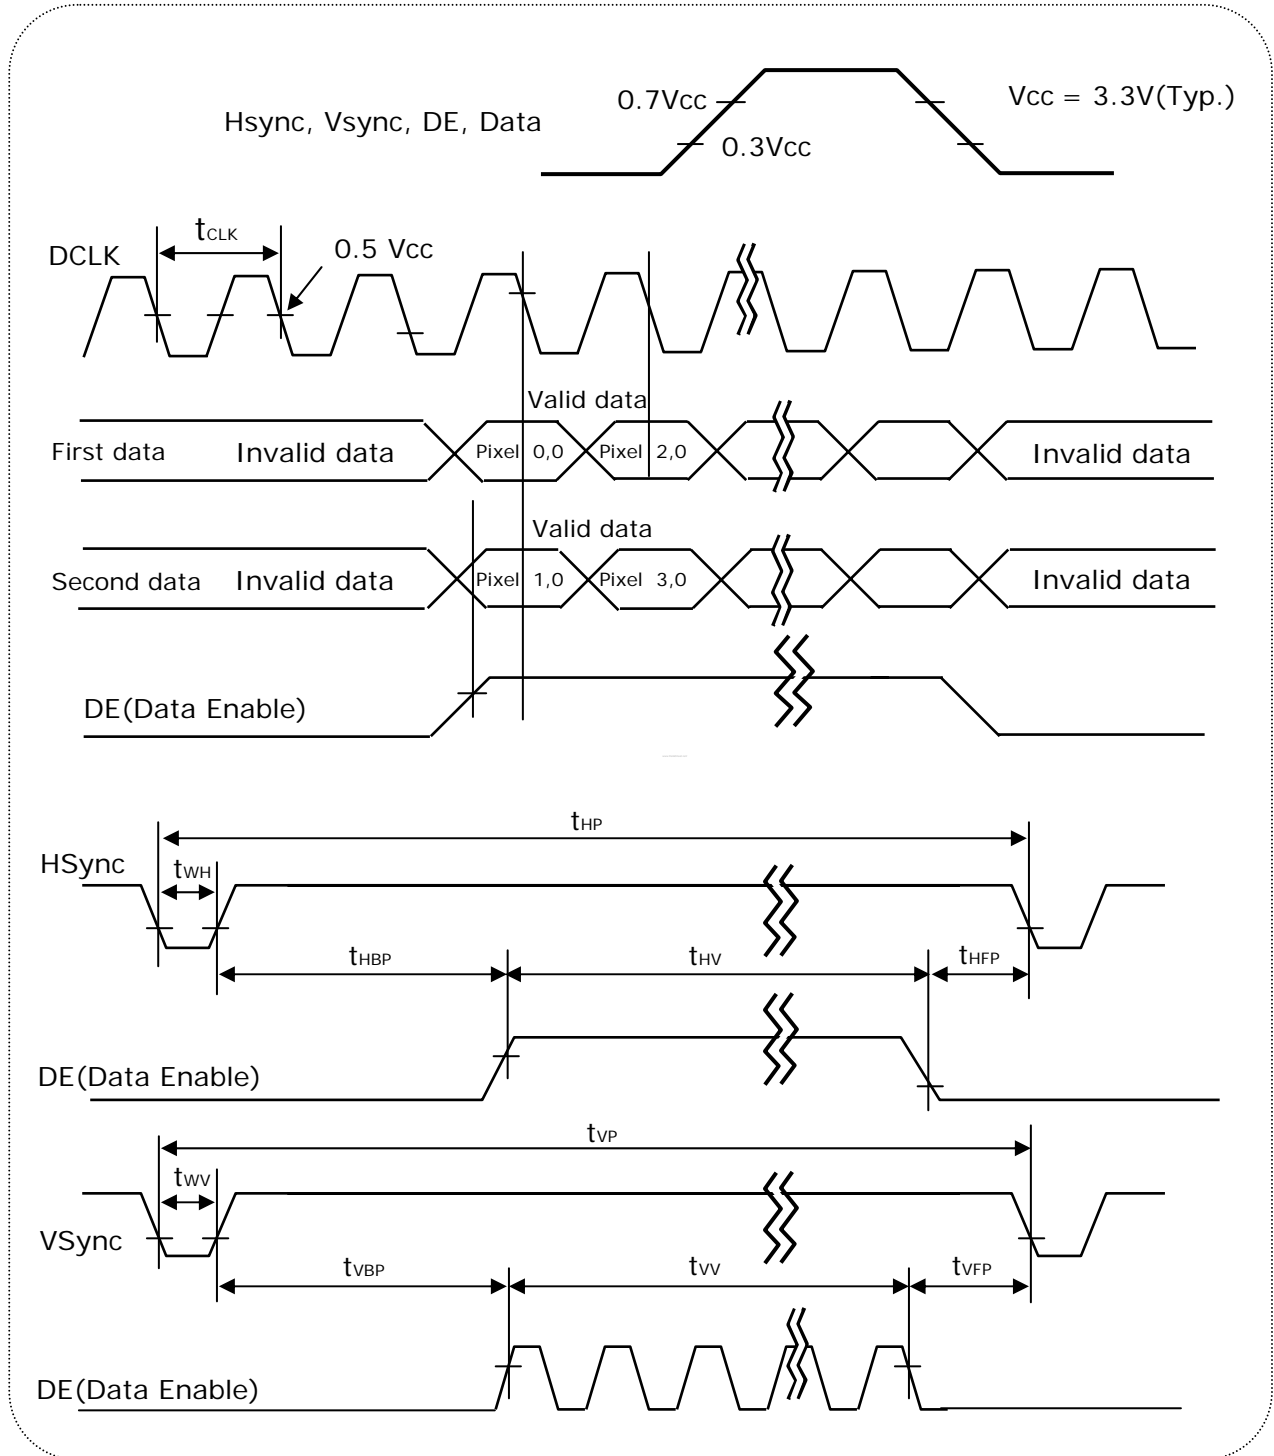 0.7Vcc
Vcc = 3.3V(Typ.)
Hsync, Vsync, DE, Data
0.3Vcc
tCLK
DCLK
0.5 Vcc
Valid data
First data
Invalid data
Pixel 0,0
Pixel 2,0
Invalid data
Valid data
Second data
Invalid data
Pixel 1,0
Pixel 3,0
Invalid data
DE(Data Enable)
tHP
HSync
tWH
tHBP
tHV
tHFP
DE(Data Enable)
tVP
tWV
VSync
tVBP
tVV
tVFP
DE(Data Enable)